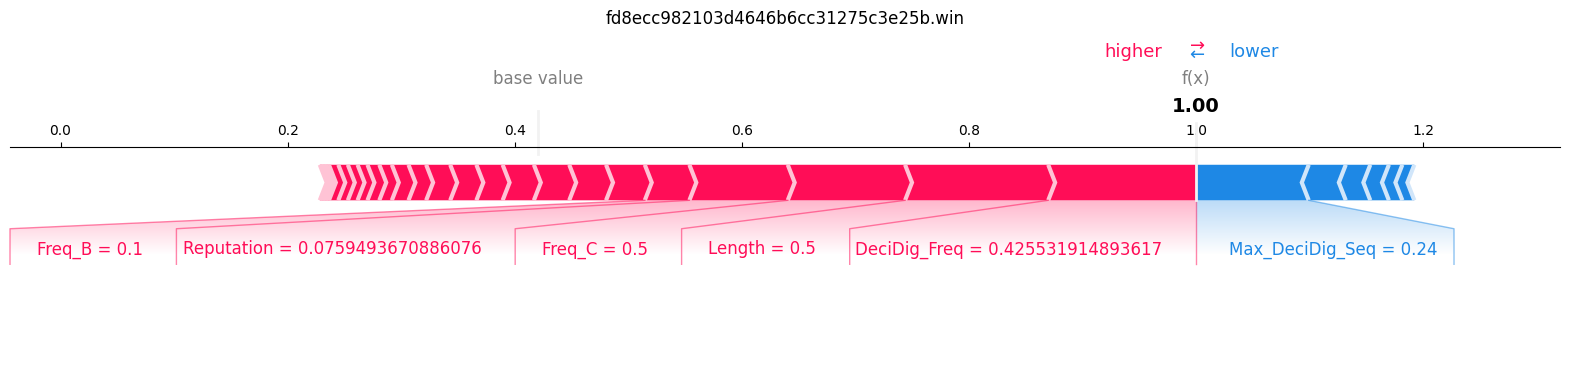 fd8ecc982103d4646b6cc31275c3e25b.win
higher ⇄ lower
base value f(x)
1.00
0.0 0.2 0.4 0.6 0.8 1 0 1.2
Freq_B = 0.1 Reputation = 0.0759493670886076 Freq_C = 0.5 Length = 0.5 DeciDig_Freq = 0.425531914893617 Max_DeciDig_Seq = 0.24